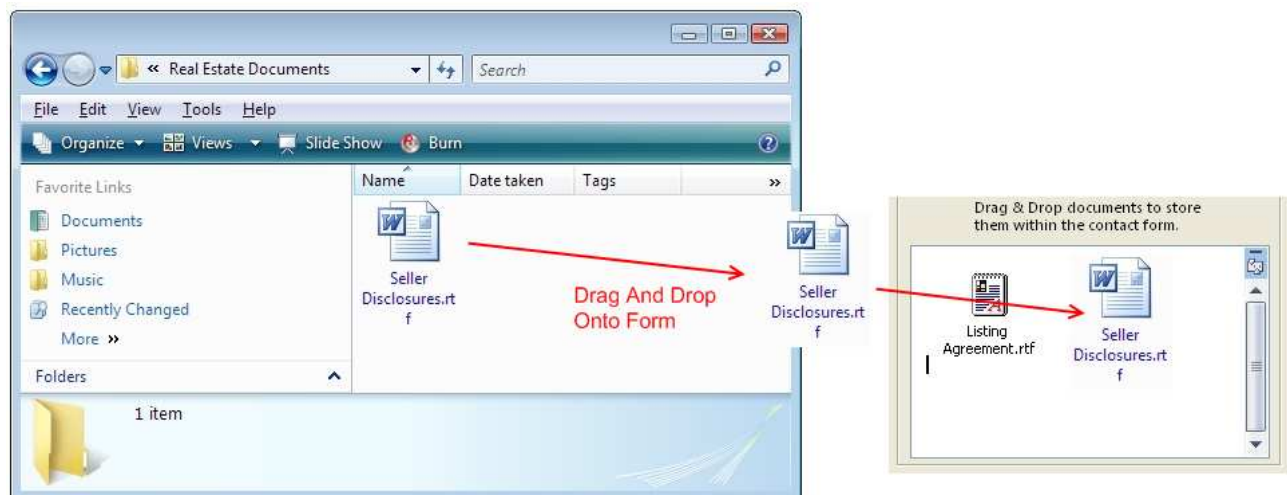 « Real Estate Documents
Search
File Edit View Tools Help
Organize Views Slide Show Burn
Favorite Links
Documents
Pictures
Music
Recently Changed
More »
Folders
Name Date taken Tags »
Seller
Disclosures.rt
f
Drag And Drop
Onto Form
Seller
Disclosures.rt
f
1 item
Drag & Drop documents to store
them within the contact form.
Listing
Agreement.rtf
Seller
Disclosures.rt
f